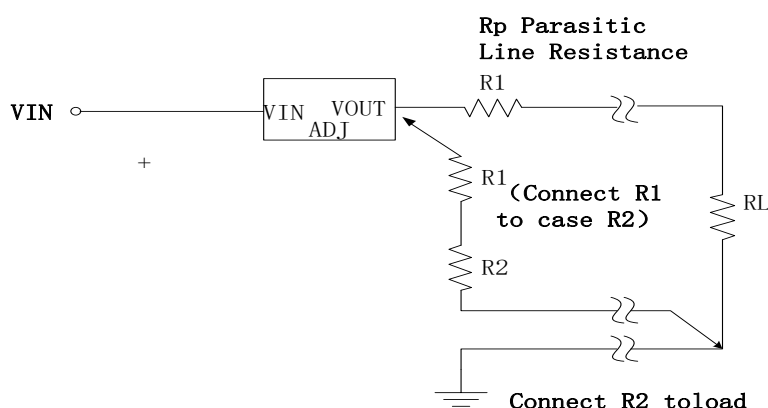 Rp Parasitic
Line Resistance
R1
VIN
VIN
VOUT
ADJ
+
R1
(Connect R1
to case R2)
RL
R2
Connect R2 toload